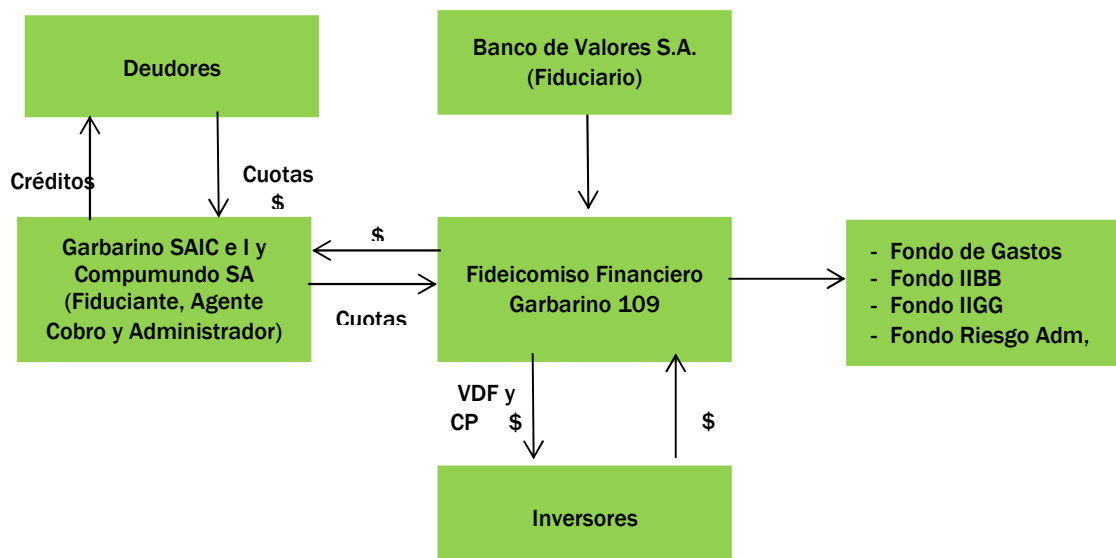 Deudores
Banco de Valores S.A.
(Fiduciario)
Créditos
Cuotas
$
Garbarino SAIC e I y
Compumundo SA
(Fiduciante, Agente
Cobro y Administrador)
$
Cuotas
Fideicomiso Financiero
Garbarino 109
- Fondo de Gastos
- Fondo IIBB
- Fondo IIGG
- Fondo Riesgo Adm,
VDF y
CP $
$
Inversores